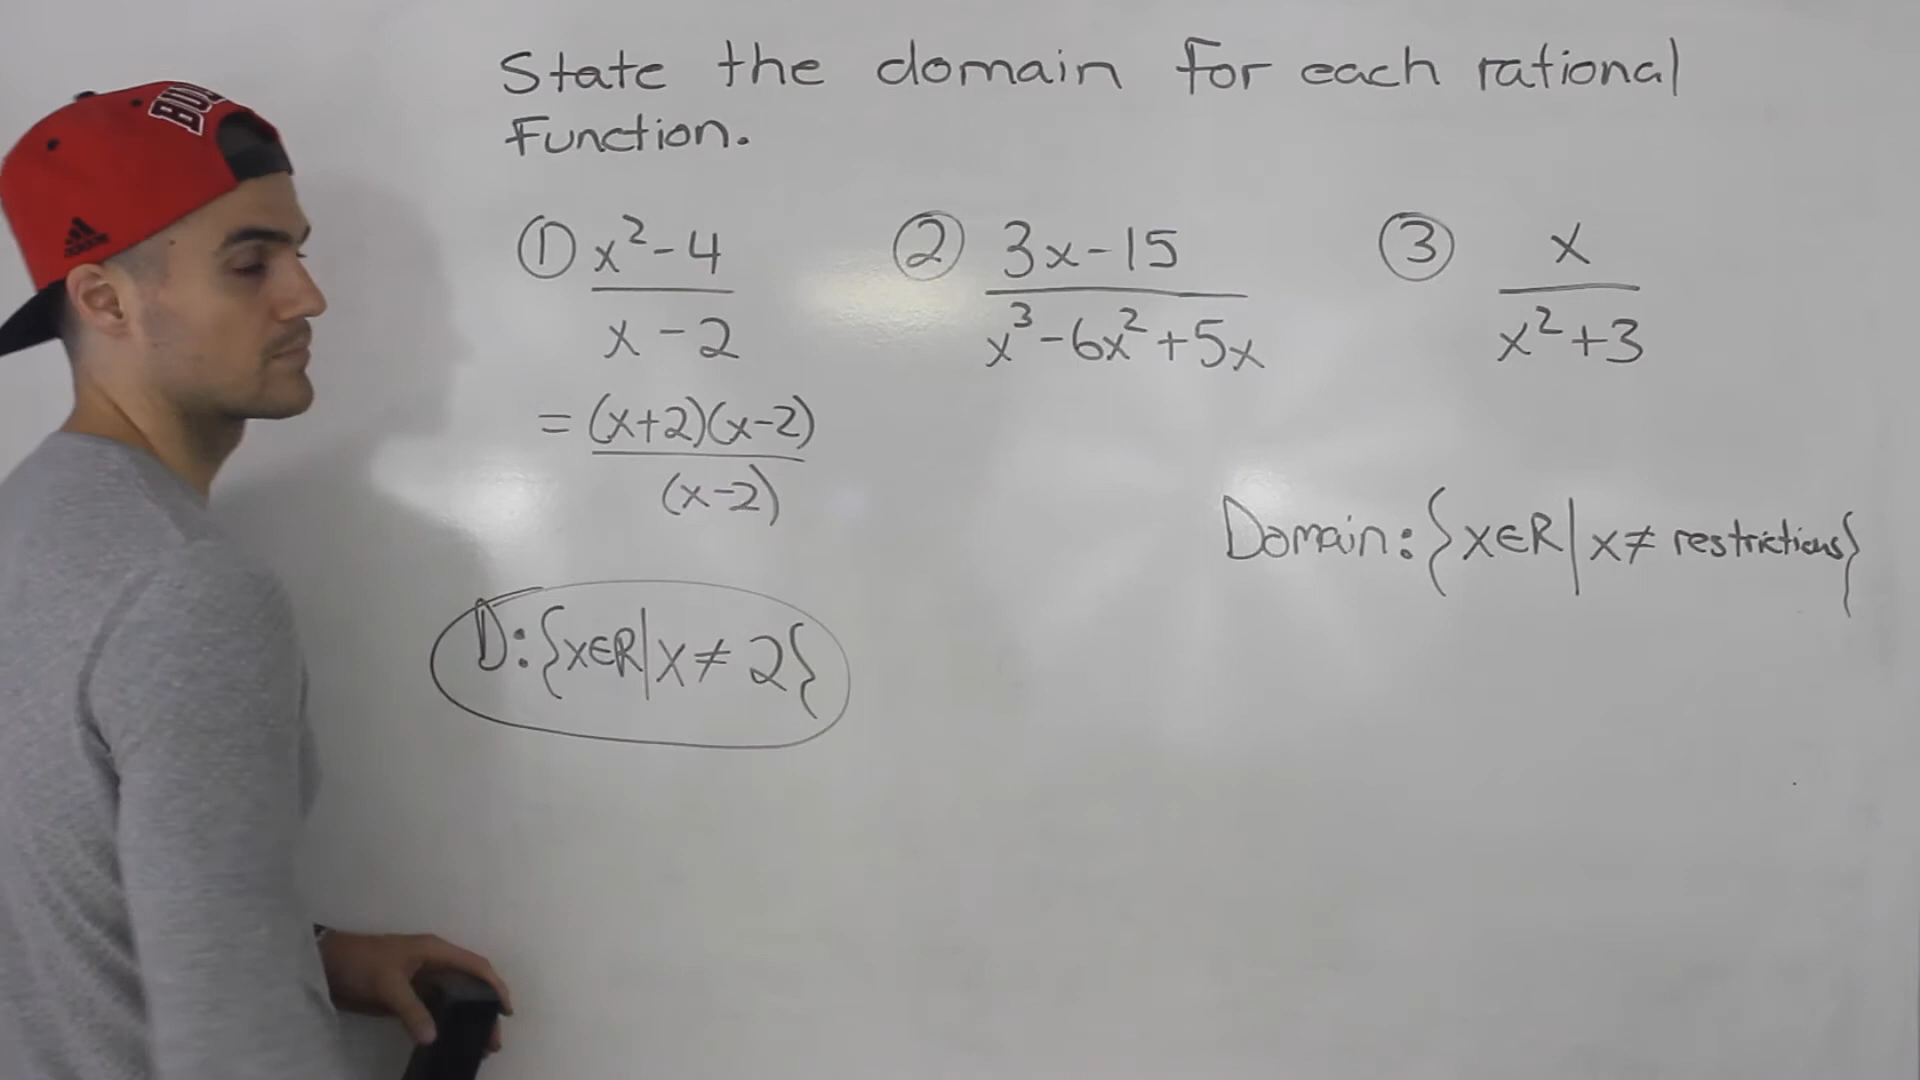 State the domain for each rational
function.
① x²-4 / x-2
② 3x-15 / x³-6x²+5x
③ x / x²+3
= (x+2)(x-2) / (x-2)
Domain: {x∈R | x≠ restrictions}
D: {x∈R | x ≠ 2}